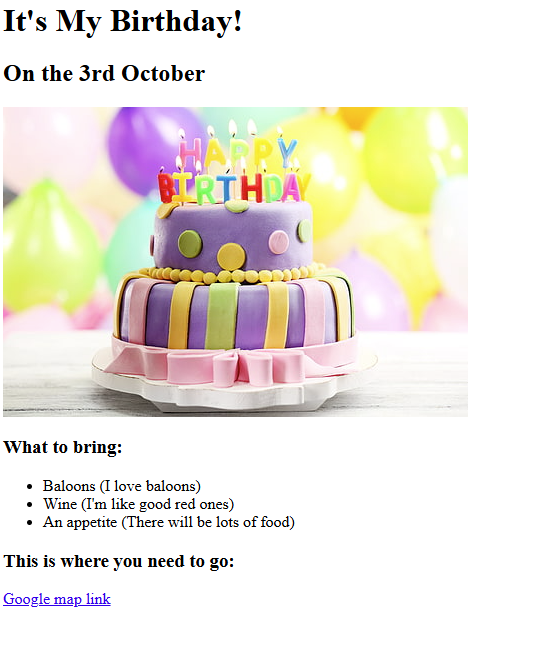 It's My Birthday!
On the 3rd October
HAPPY
BIRTHDAY
What to bring:
Baloons (I love baloons)
Wine (I'm like good red ones)
An appetite (There will be lots of food)
This is where you need to go:
Google map link